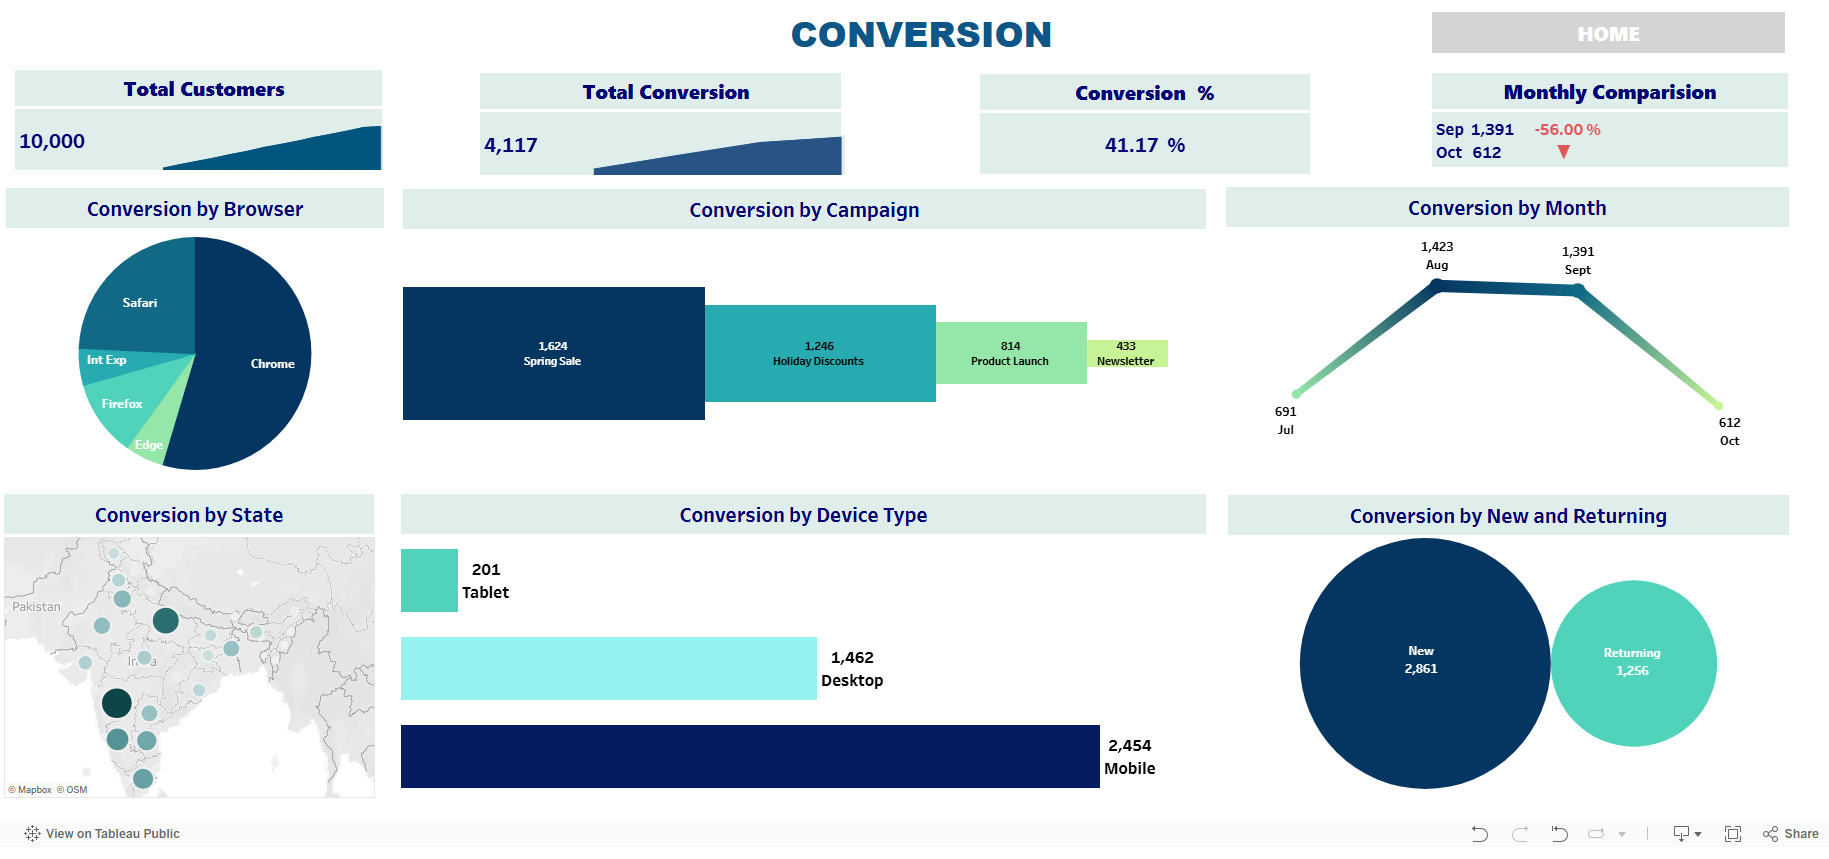 CONVERSION
HOME
Total Customers
10,000
Total Conversion
4,117
Conversion %
41.17 %
Monthly Comparision
Sep 1,391 -56.00 %
Oct 612
Conversion by Browser
Safari
Int Exp
Firefox
Edge
Chrome
Conversion by Campaign
1,624
Spring Sale
1,246
Holiday Discounts
814
Product Launch
433
Newsletter
Conversion by Month
1,423
Aug
1,391
Sept
691
Jul
612
Oct
Conversion by State
Pakistan
India
© Mapbox © OSM
Conversion by Device Type
201
Tablet
1,462
Desktop
2,454
Mobile
Conversion by New and Returning
New
2,861
Returning
1,256
View on Tableau Public
Share